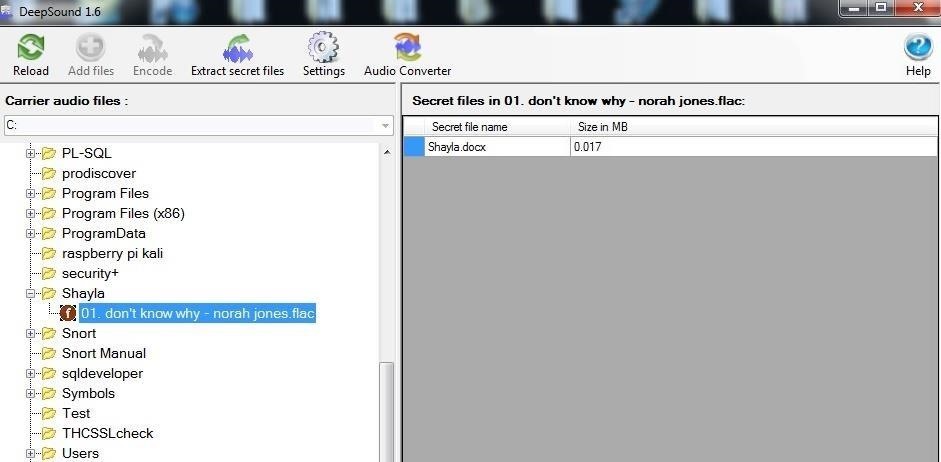 DeepSound 1.6
Reload Add files Encode Extract secret files Settings Audio Converter Help
Carrier audio files :
C:
PL-SQL
prodiscover
Program Files
Program Files (x86)
ProgramData
raspberry pi kali
security+
Shayla
01. don't know why - norah jones.flac
Snort
Snort Manual
sqldeveloper
Symbols
Test
THCSSLcheck
Users
Secret files in 01. don't know why - norah jones.flac:
Secret file name Size in MB
Shayla.docx 0.017